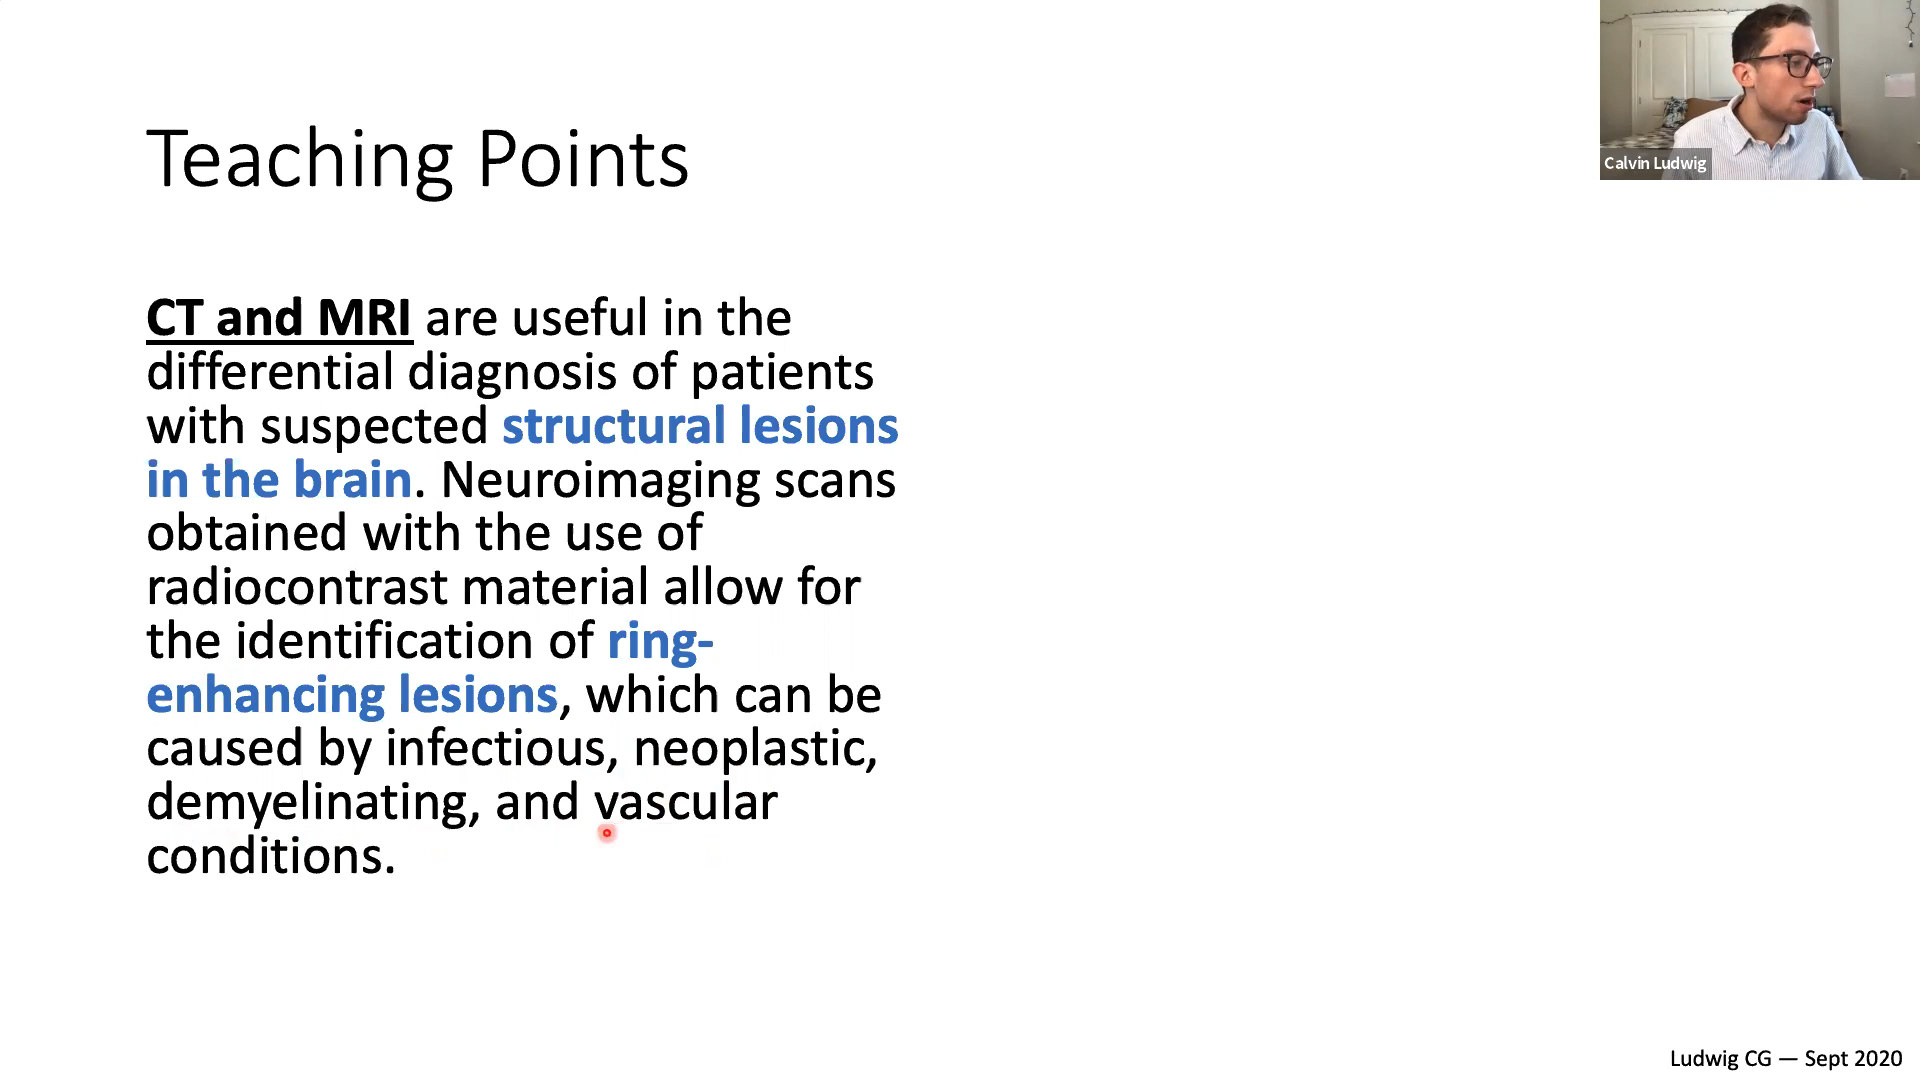 Teaching Points
Calvin Ludwig
CT and MRI are useful in the
differential diagnosis of patients
with suspected structural lesions
in the brain. Neuroimaging scans
obtained with the use of
radiocontrast material allow for
the identification of ring-
enhancing lesions, which can be
caused by infectious, neoplastic,
demyelinating, and vascular
conditions.
Ludwig CG — Sept 2020